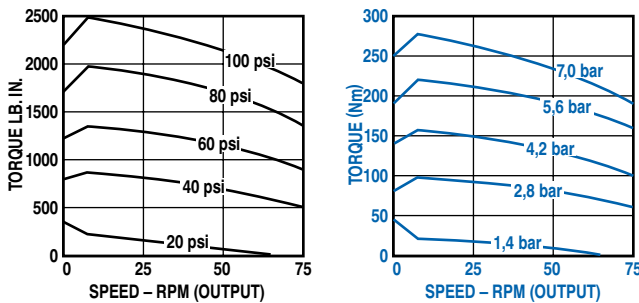 TORQUE LB.IN.
2500
2000
1500
1000
500
0
100 psi
80 psi
60 psi
40 psi
20 psi
0 25 50 75
SPEED – RPM (OUTPUT)
TORQUE (Nm)
300
250
200
150
100
50
0
7,0 bar
5,6 bar
4,2 bar
2,8 bar
1,4 bar
0 25 50 75
SPEED – RPM (OUTPUT)